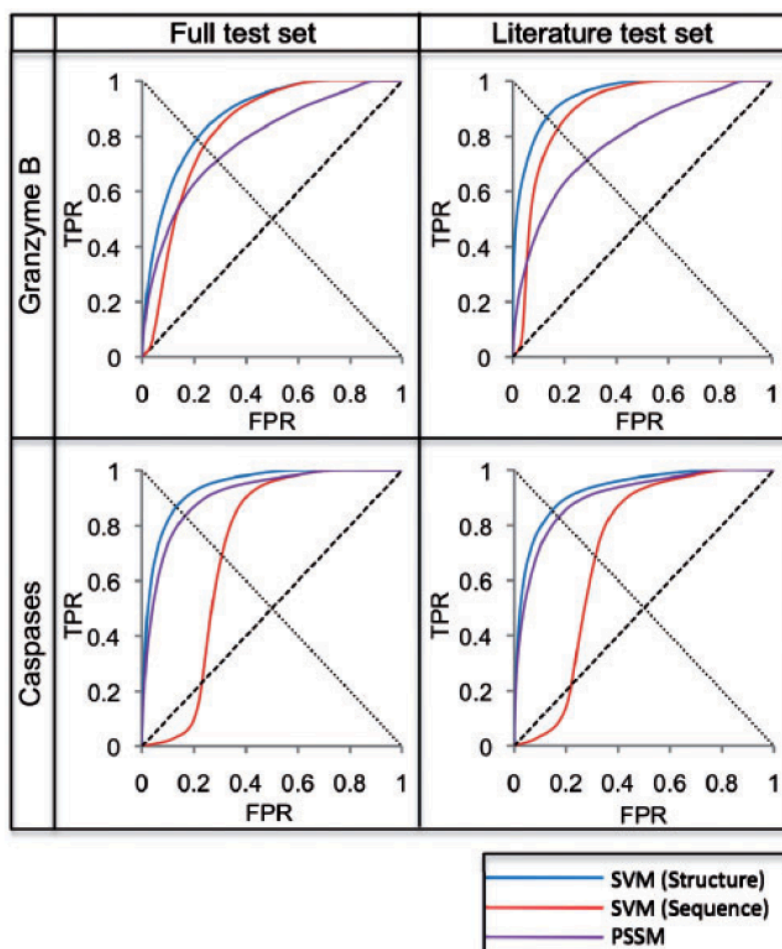 Full test set
Literature test set
Granzyme B
1
0.8
0.6
0.4
0.2
0
TPR
0 0.2 0.4 0.6 0.8 1
FPR
1
0.8
0.6
0.4
0.2
0
TPR
0 0.2 0.4 0.6 0.8 1
FPR
Caspases
1
0.8
0.6
0.4
0.2
0
TPR
0 0.2 0.4 0.6 0.8 1
FPR
1
0.8
0.6
0.4
0.2
0
TPR
0 0.2 0.4 0.6 0.8 1
FPR
SVM (Structure)
SVM (Sequence)
PSSM